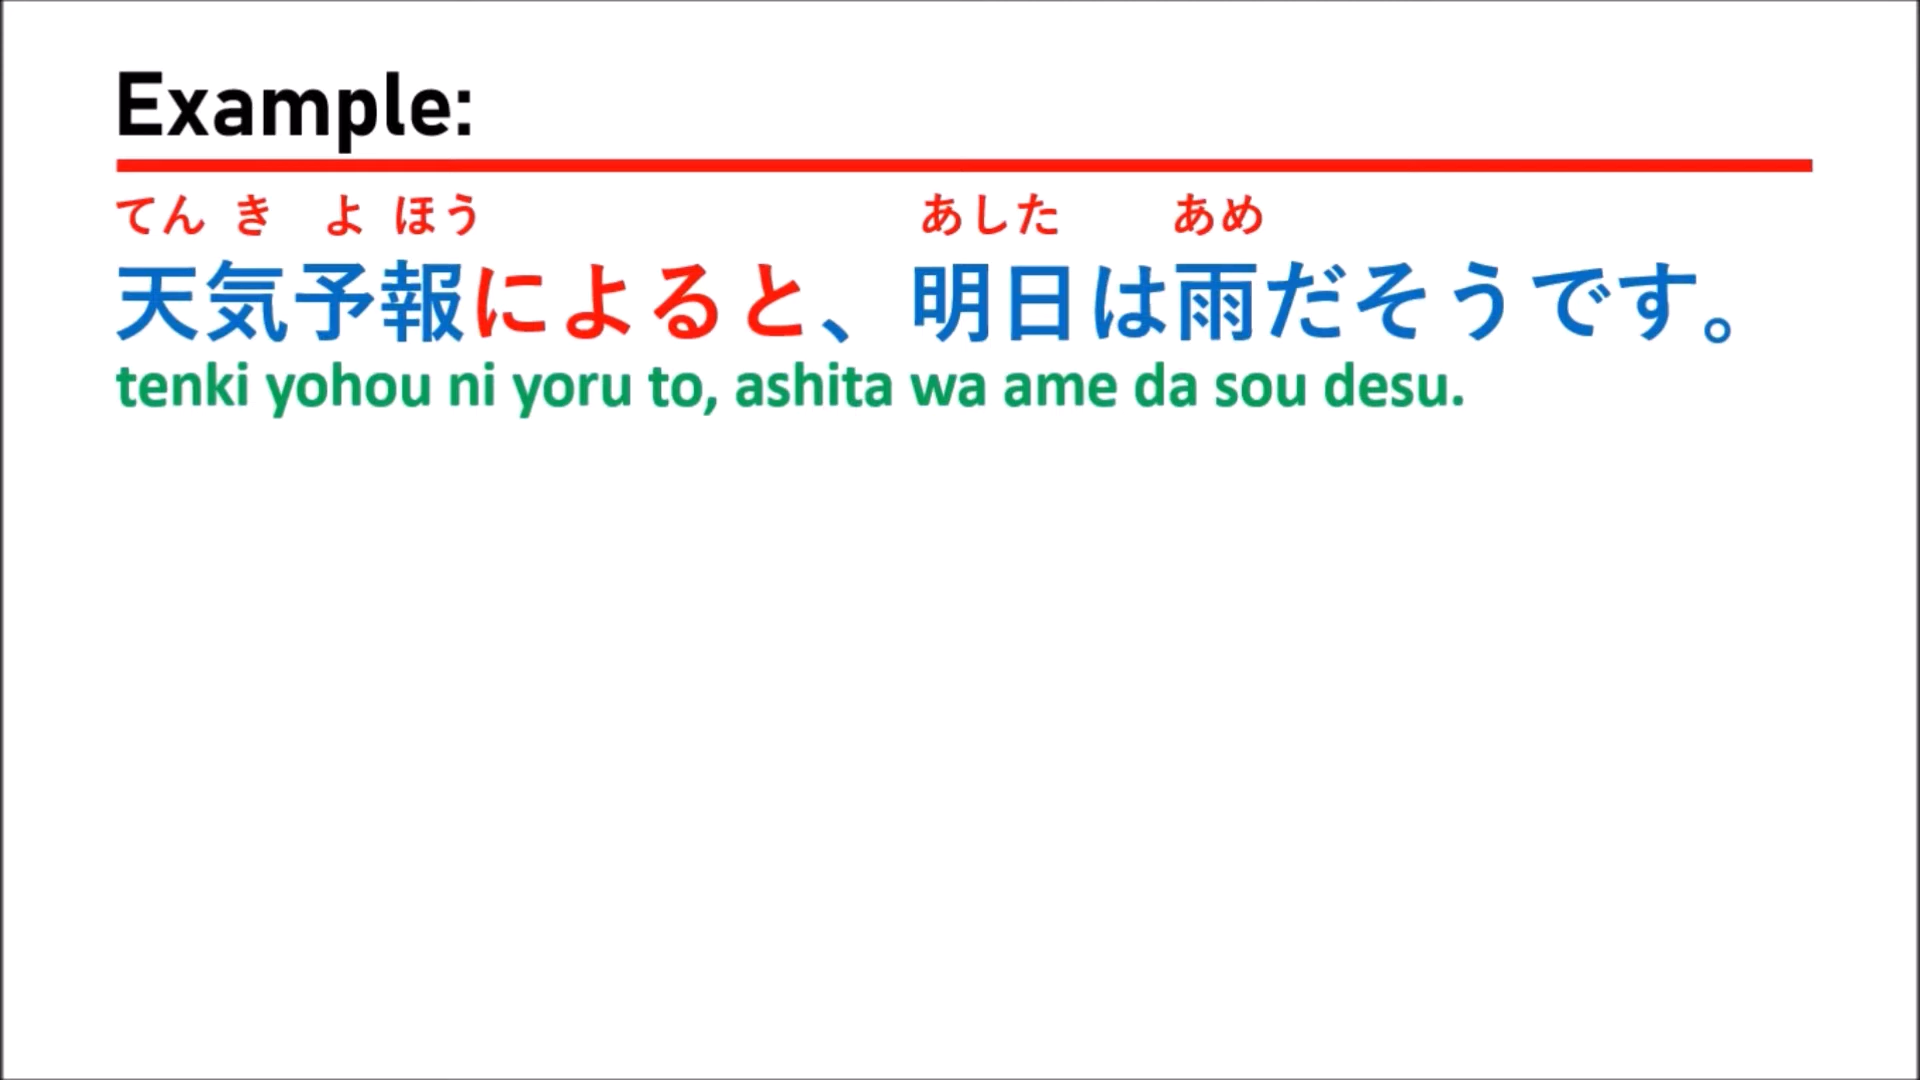 Example:
てん き よ ほう あした あめ
天気予報によると、明日は雨だそうです。
tenki yohou ni yoru to, ashita wa ame da sou desu.